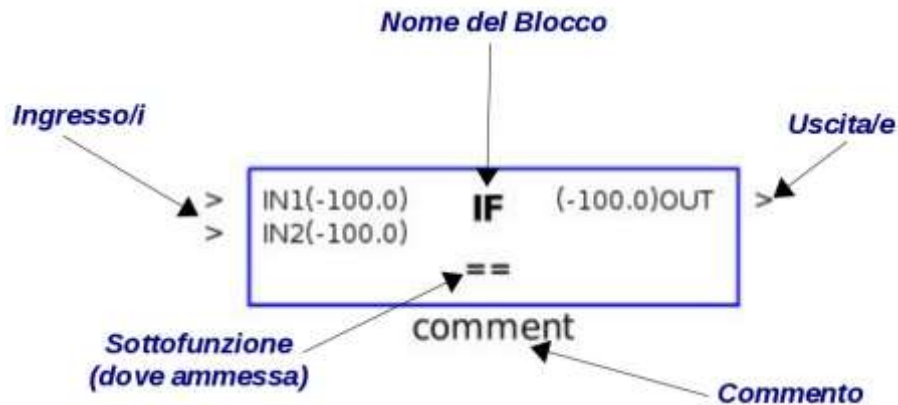 Nome del Blocco
Ingresso/i
Uscita/e
> IN1(-100.0) IF (-100.0)OUT >
> IN2(-100.0)
==
comment
Sottofunzione
(dove ammessa)
Commento